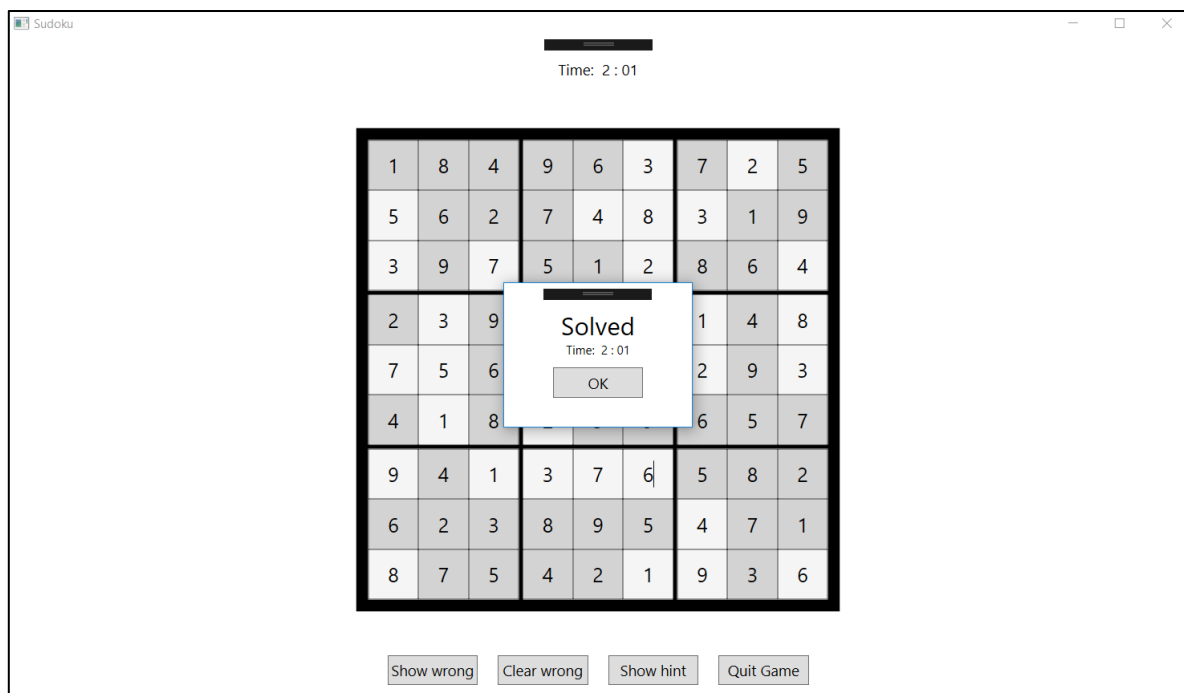 Sudoku
Time: 2 : 01
1 8 4 9 6 3 7 2 5
5 6 2 7 4 8 3 1 9
3 9 7 5 1 2 8 6 4
2 3 9 1 4 8
7 5 6 2 9 3
4 1 8 6 5 7
Solved
Time: 2 : 01
OK
9 4 1 3 7 6 5 8 2
6 2 3 8 9 5 4 7 1
8 7 5 4 2 1 9 3 6
Show wrong Clear wrong Show hint Quit Game